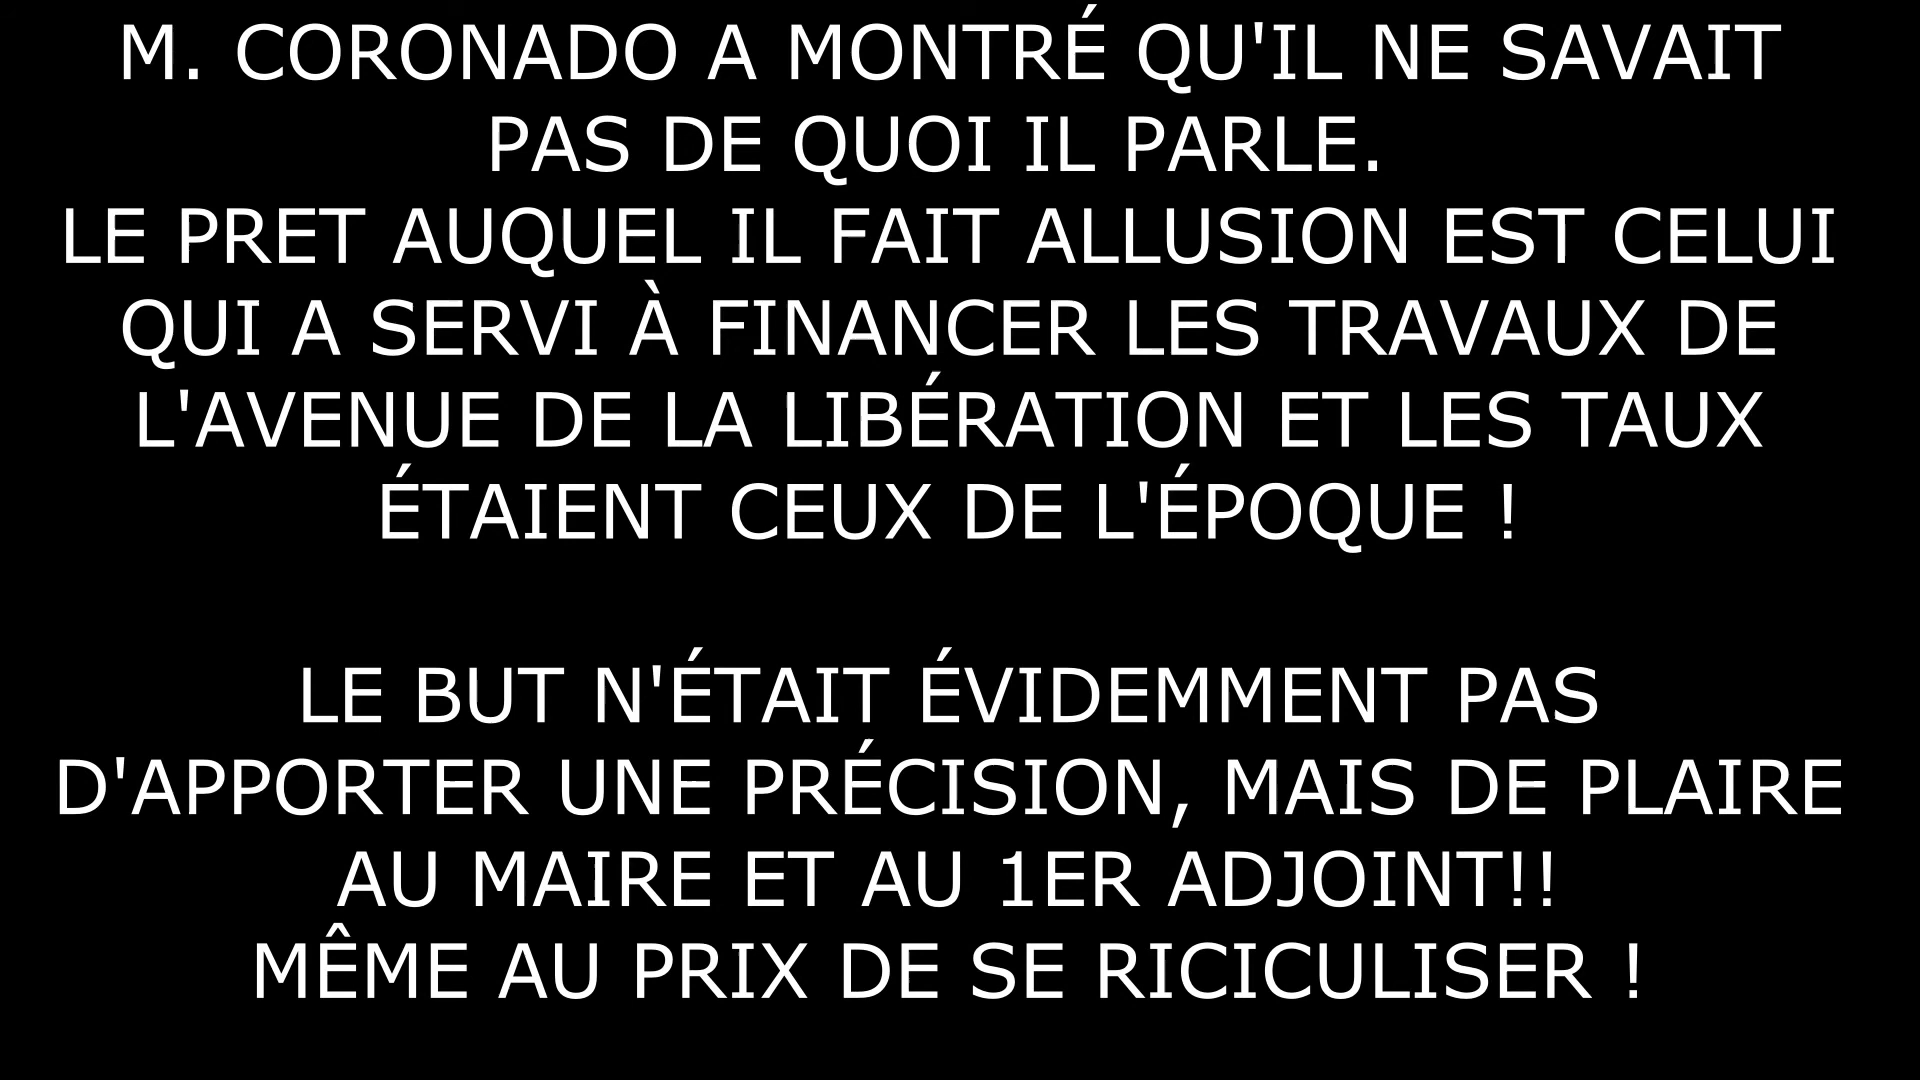 M. CORONADO A MONTRÉ QU'IL NE SAVAIT
PAS DE QUOI IL PARLE.
LE PRET AUQUEL IL FAIT ALLUSION EST CELUI
QUI A SERVI À FINANCER LES TRAVAUX DE
L'AVENUE DE LA LIBÉRATION ET LES TAUX
ÉTAIENT CEUX DE L'ÉPOQUE !
LE BUT N'ÉTAIT ÉVIDEMMENT PAS
D'APPORTER UNE PRÉCISION, MAIS DE PLAIRE
AU MAIRE ET AU 1ER ADJOINT!!
MÊME AU PRIX DE SE RICICULISER !